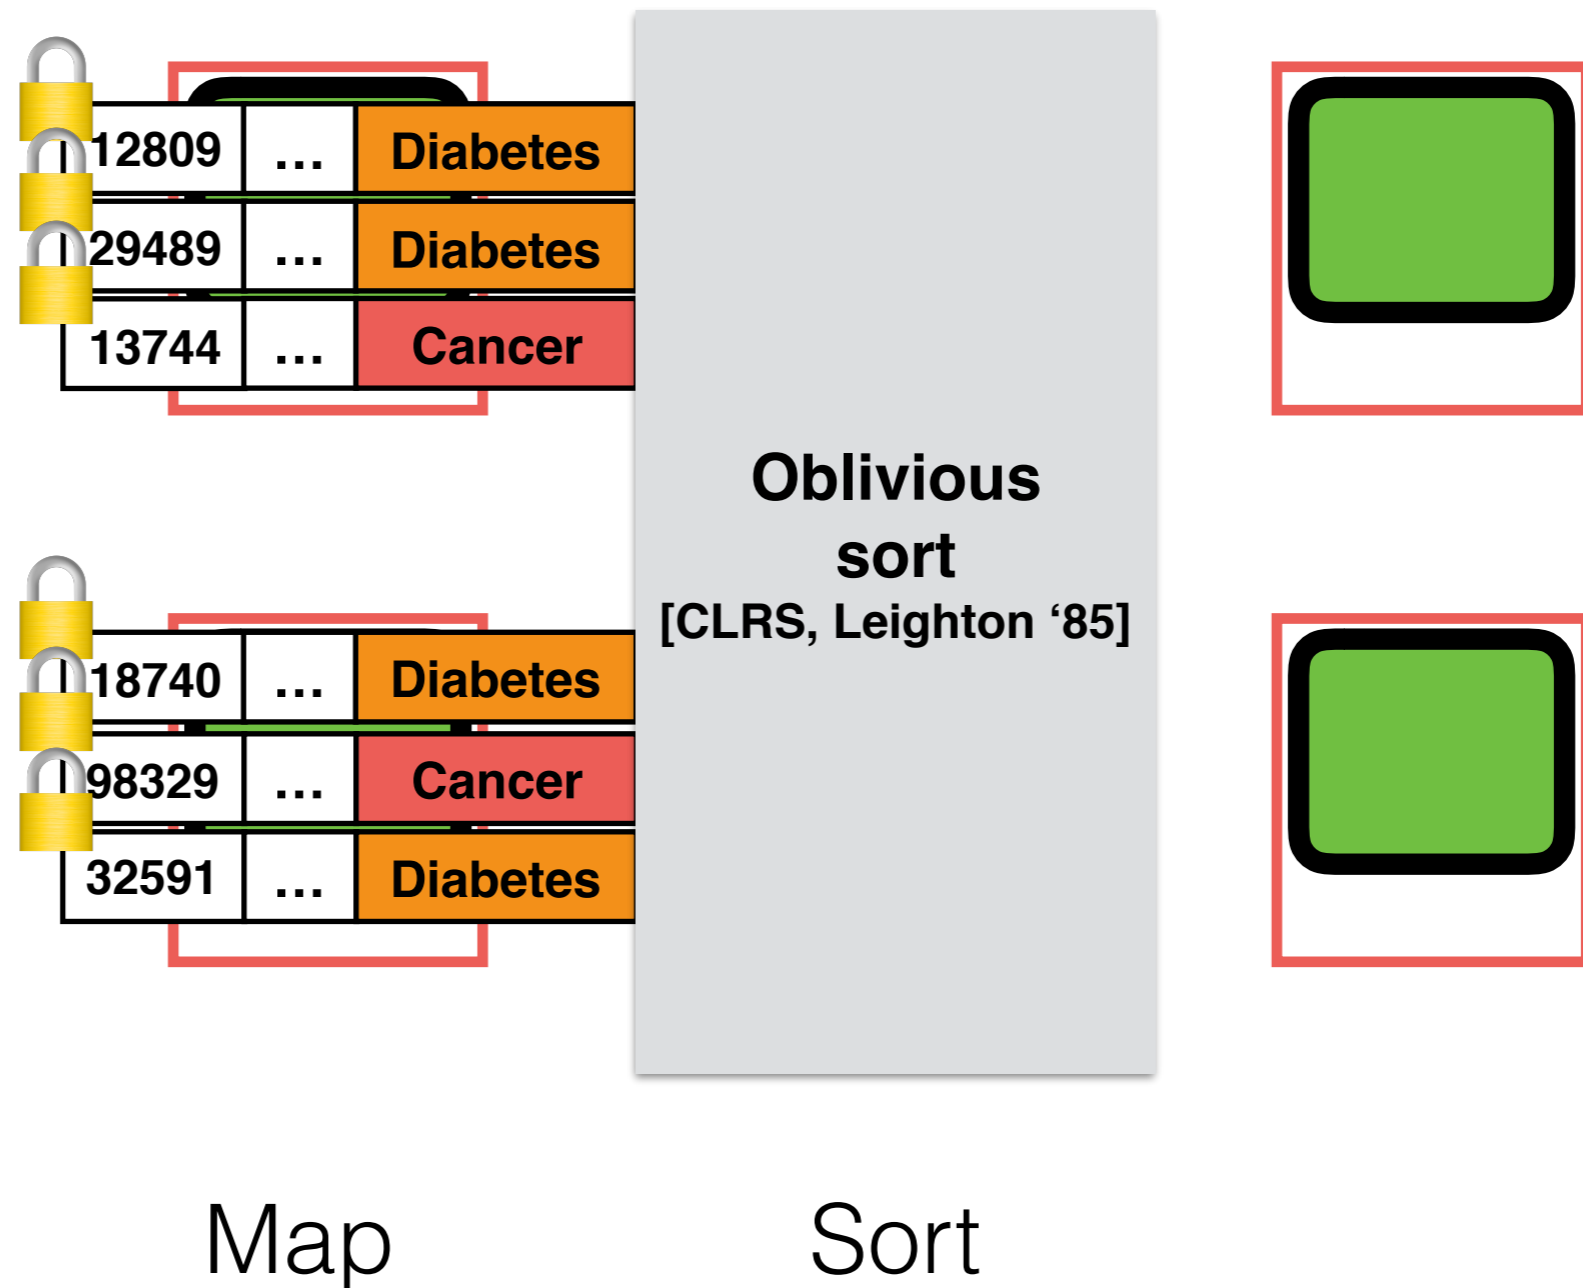 12809 … Diabetes
29489 … Diabetes
13744 … Cancer
Oblivious
sort
[CLRS, Leighton ‘85]
18740 … Diabetes
98329 … Cancer
32591 … Diabetes
Map
Sort